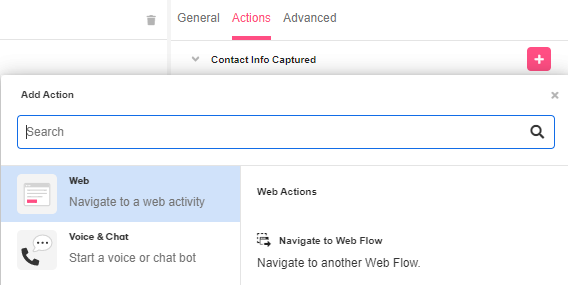 General Actions Advanced
Contact Info Captured
Add Action
Search
Web
Navigate to a web activity
Voice & Chat
Start a voice or chat bot
Web Actions
Navigate to Web Flow
Navigate to another Web Flow.